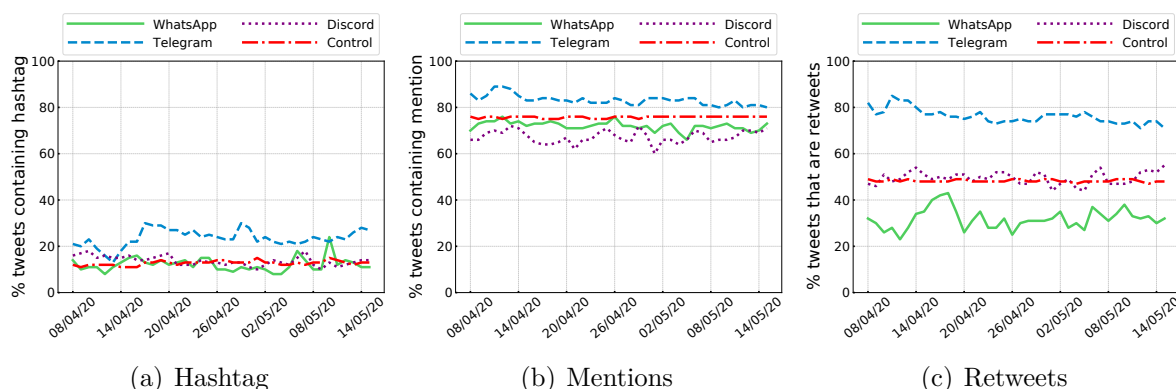 WhatsApp Discord
Telegram Control
% tweets containing hashtag
100
80
60
40
20
0
08/04/20 14/04/20 20/04/20 26/04/20 02/05/20 08/05/20 14/05/20
(a) Hashtag
WhatsApp Discord
Telegram Control
% tweets containing mention
100
80
60
40
20
0
08/04/20 14/04/20 20/04/20 26/04/20 02/05/20 08/05/20 14/05/20
(b) Mentions
WhatsApp Discord
Telegram Control
% tweets that are retweets
100
80
60
40
20
0
08/04/20 14/04/20 20/04/20 26/04/20 02/05/20 08/05/20 14/05/20
(c) Retweets